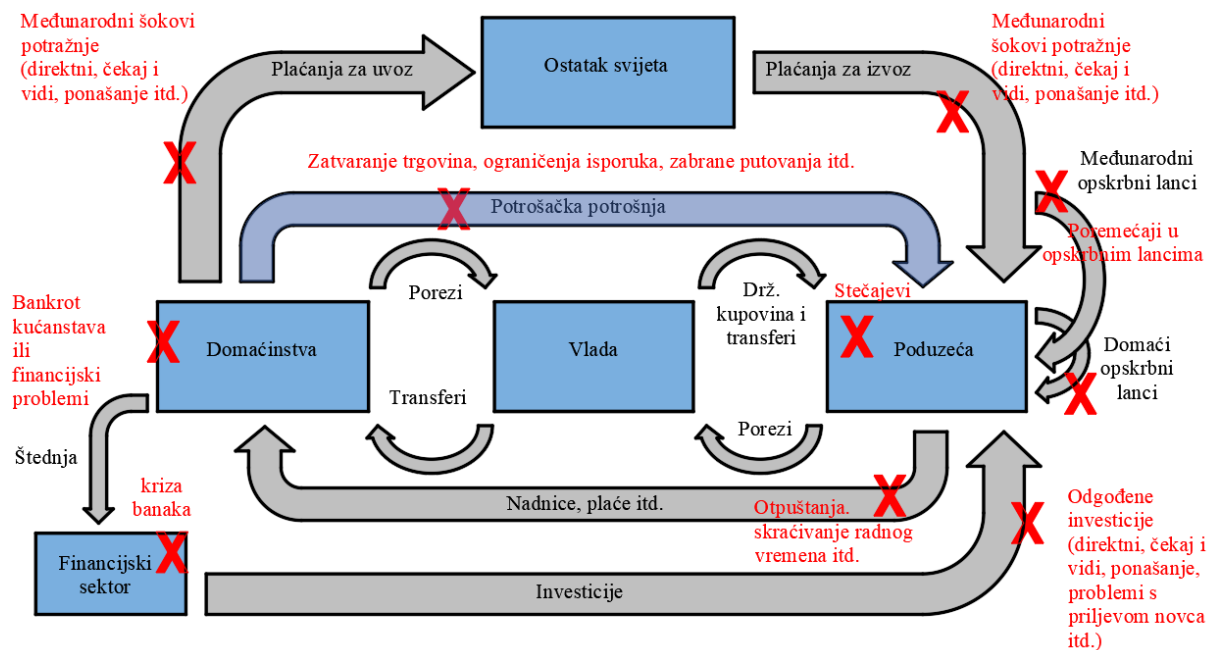 Međunarodni šokovi
potražnje
(direktni, čekaj i
vidi, ponašanje itd.)
Plaćanja za uvoz
Ostatak svijeta
Plaćanja za izvoz
Međunarodni
šokovi potražnje
(direktni, čekaj i
vidi, ponašanje itd.)
X
X
Zatvaranje trgovina, ograničenja isporuka, zabrane putovanja itd.
Međunarodni
opskrbni lanci
X
Potrošačka potrošnja
X
Poremećaji u
opskrbnim lancima
Porezi
Drž.
kupovina i
transferi
Stečajevi
Bankrot
kućanstava
ili
financijski
problemi
X
Domaćinstva
Vlada
X
Poduzeća
Domaći
opskrbni
lanci
X
Transferi
Porezi
Štednja
kriza
banaka
Nadnice, plaće itd.
X
Otpuštanja.
skraćivanje radnog
vremena itd.
X
Odgođene
investicije
(direktni, čekaj i
vidi, ponašanje,
problemi s
priljevom novca
itd.)
X
Financijski
sektor
Investicije